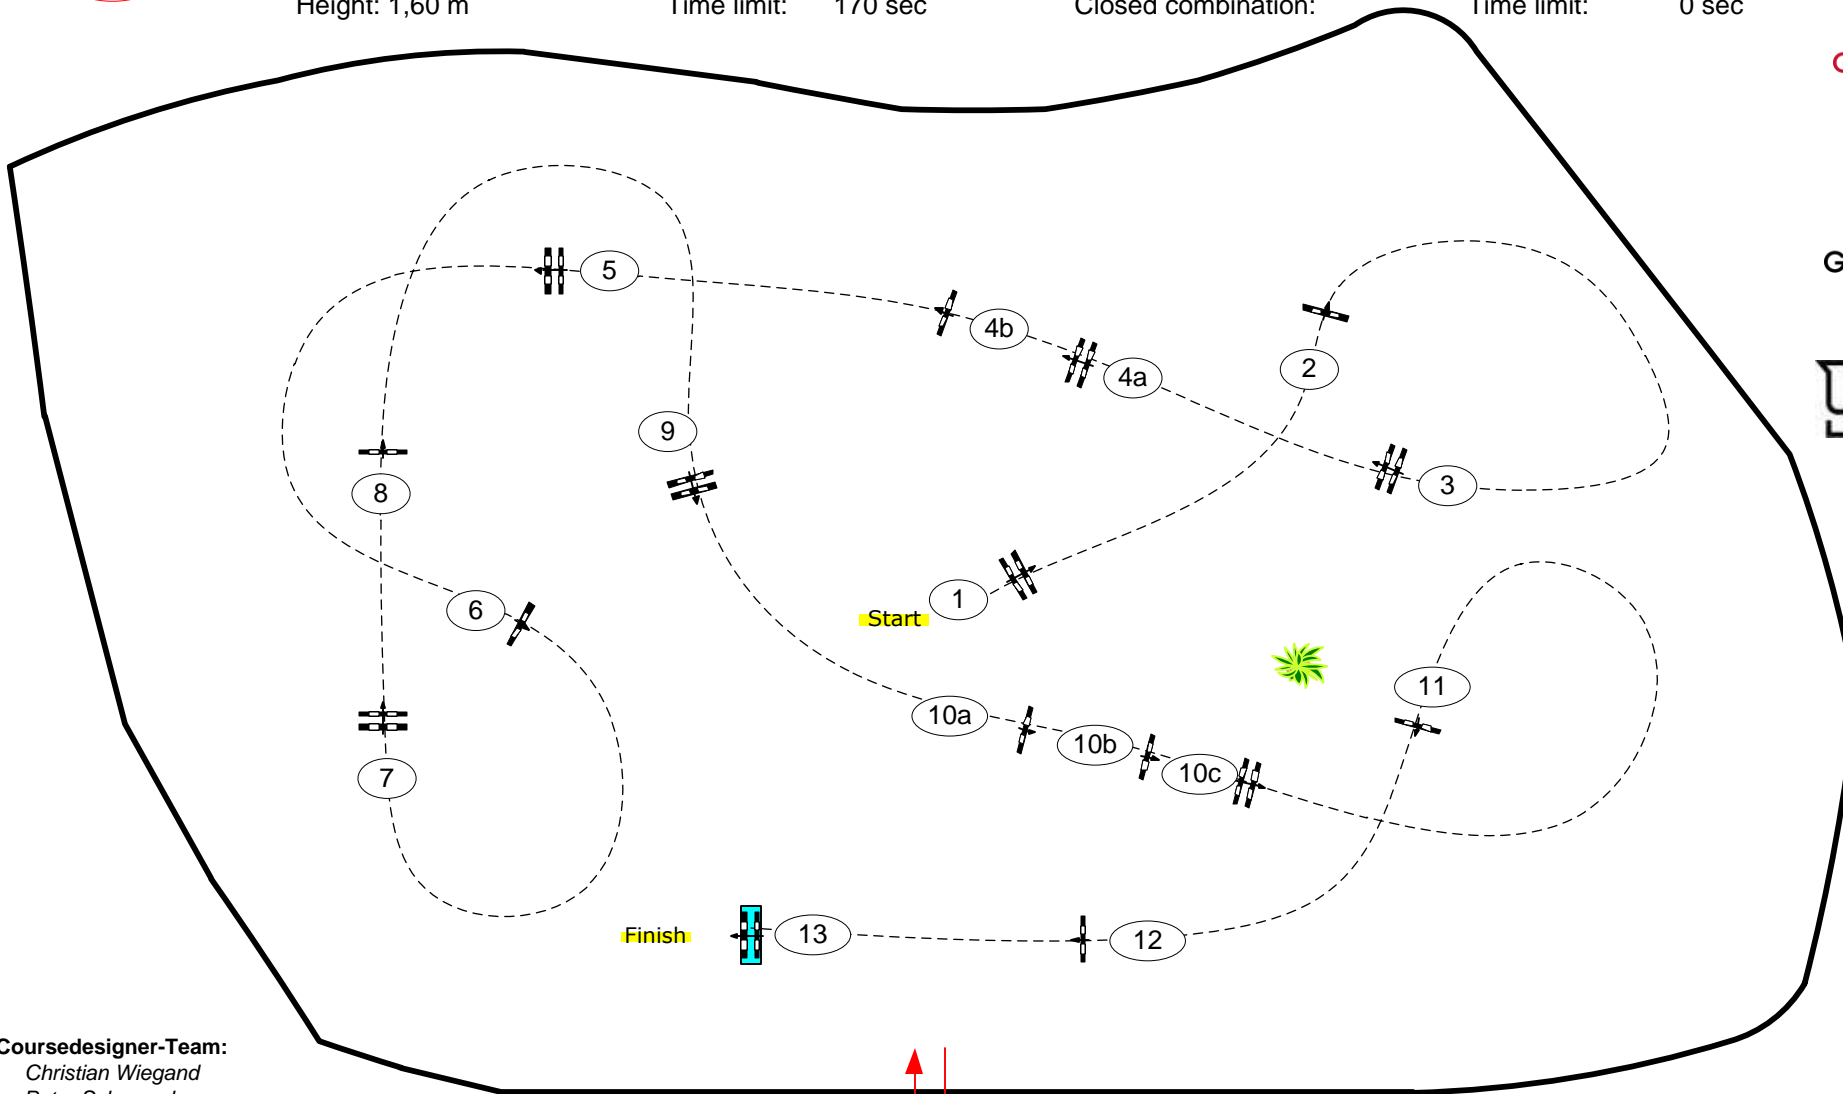 Height: 1,60 m Time limit: 170 sec Closed combination: Time limit: 0 sec
5
4b
4a
2
9
3
8
1
Start
6
10a
11
10b
10c
7
Finish
13
12
Coursedesigner-Team:
Christian Wiegand